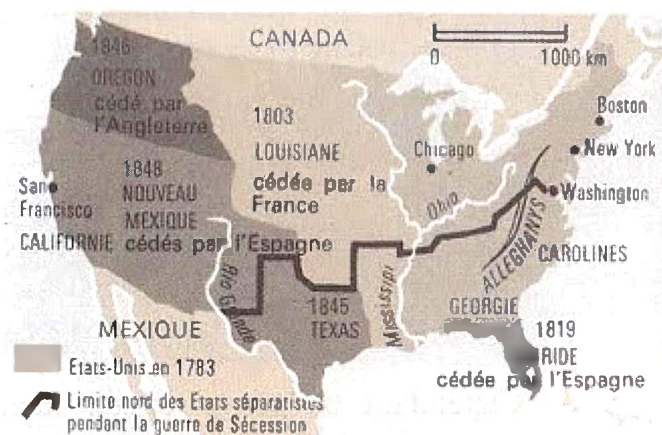 CANADA
0 1000 km
1846
OREGON
cédé par
l'Angleterre
1803
LOUISIANE
cédée par la
France
Chicago
Boston
New York
Washington
Ohio
ALLEGHANYS
CAROLINES
San
Francisco
CALIFORNIE
1848
NOUVEAU
MEXIQUE
cédés par l'Espagne
Rio Grande
1845
TEXAS
Mississipi
GEORGIE
1819
RIDE
cédée par l'Espagne
MEXIQUE
Etats-Unis en 1783
Limite nord des Etats séparatistes
pendant la guerre de Sécession